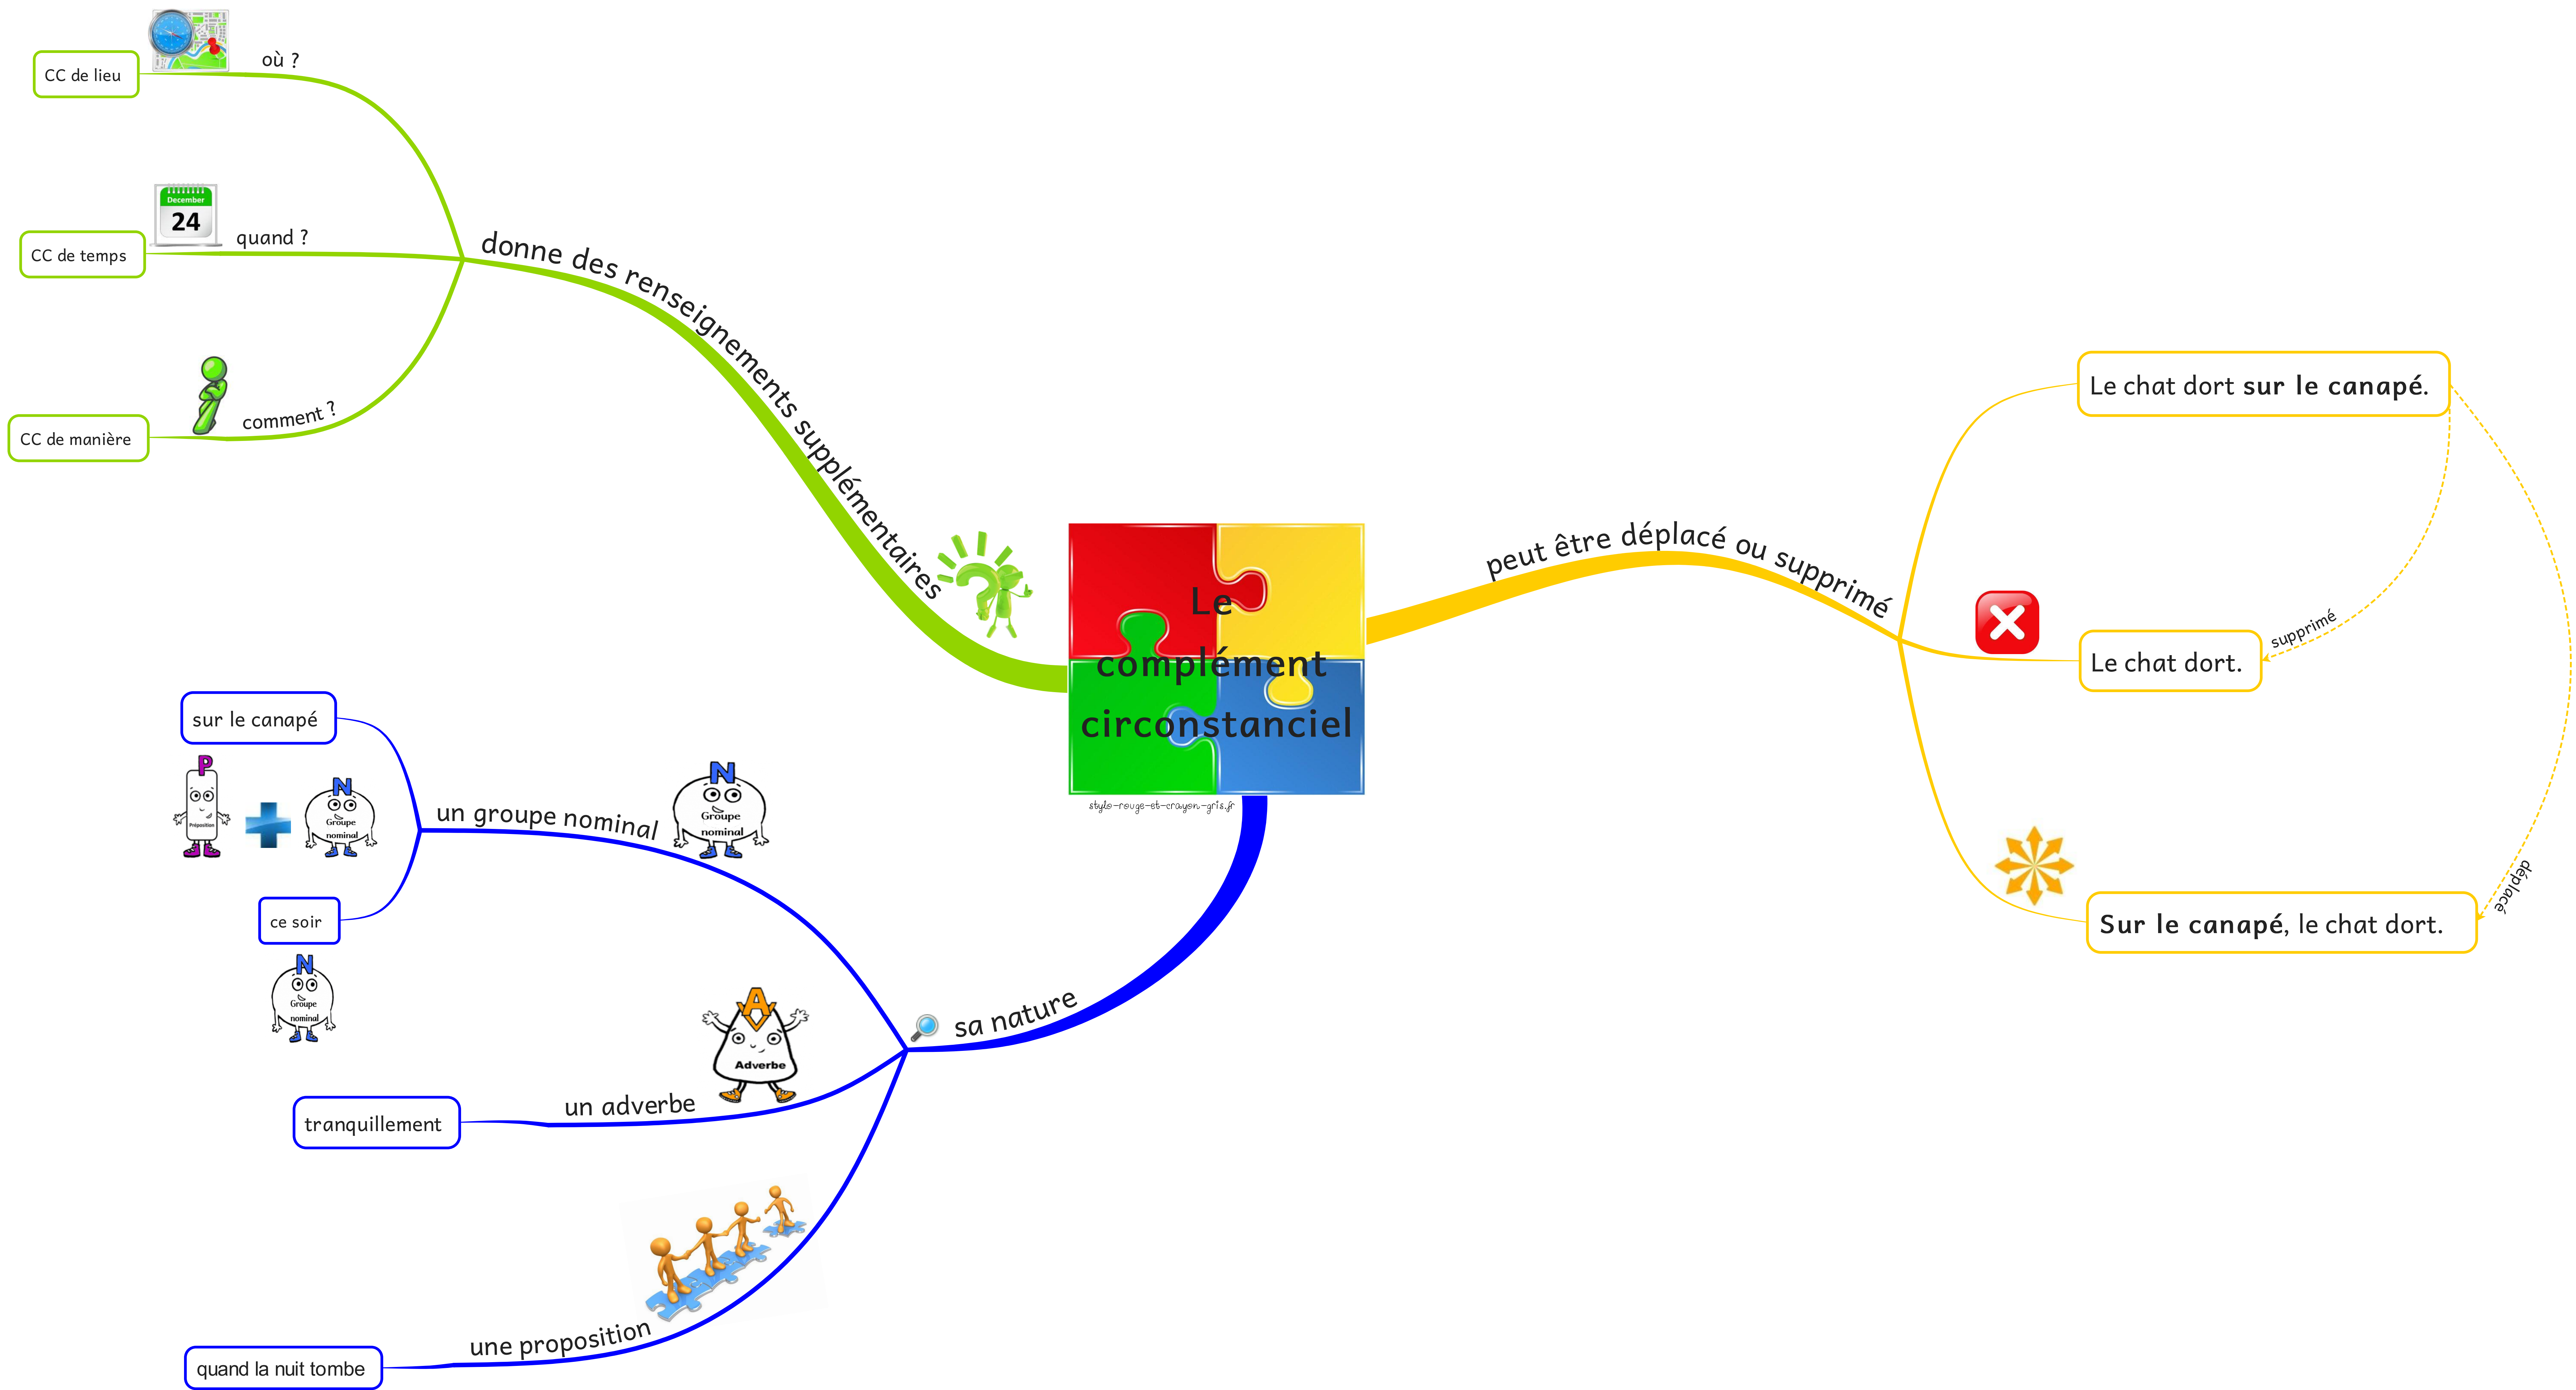 Le
complément
circonstanciel
stylo-rouge-et-crayon-gris.fr
donne des renseignements supplémentaires
où ?
CC de lieu
December
24
quand ?
CC de temps
comment ?
CC de manière
peut être déplacé ou supprimé
Le chat dort sur le canapé.
supprimé
Le chat dort.
déplacé
Sur le canapé, le chat dort.
sa nature
un groupe nominal
N
Groupe
nominal
sur le canapé
P
Préposition
N
Groupe
nominal
ce soir
N
Groupe
nominal
un adverbe
A
Adverbe
tranquillement
une proposition
quand la nuit tombe